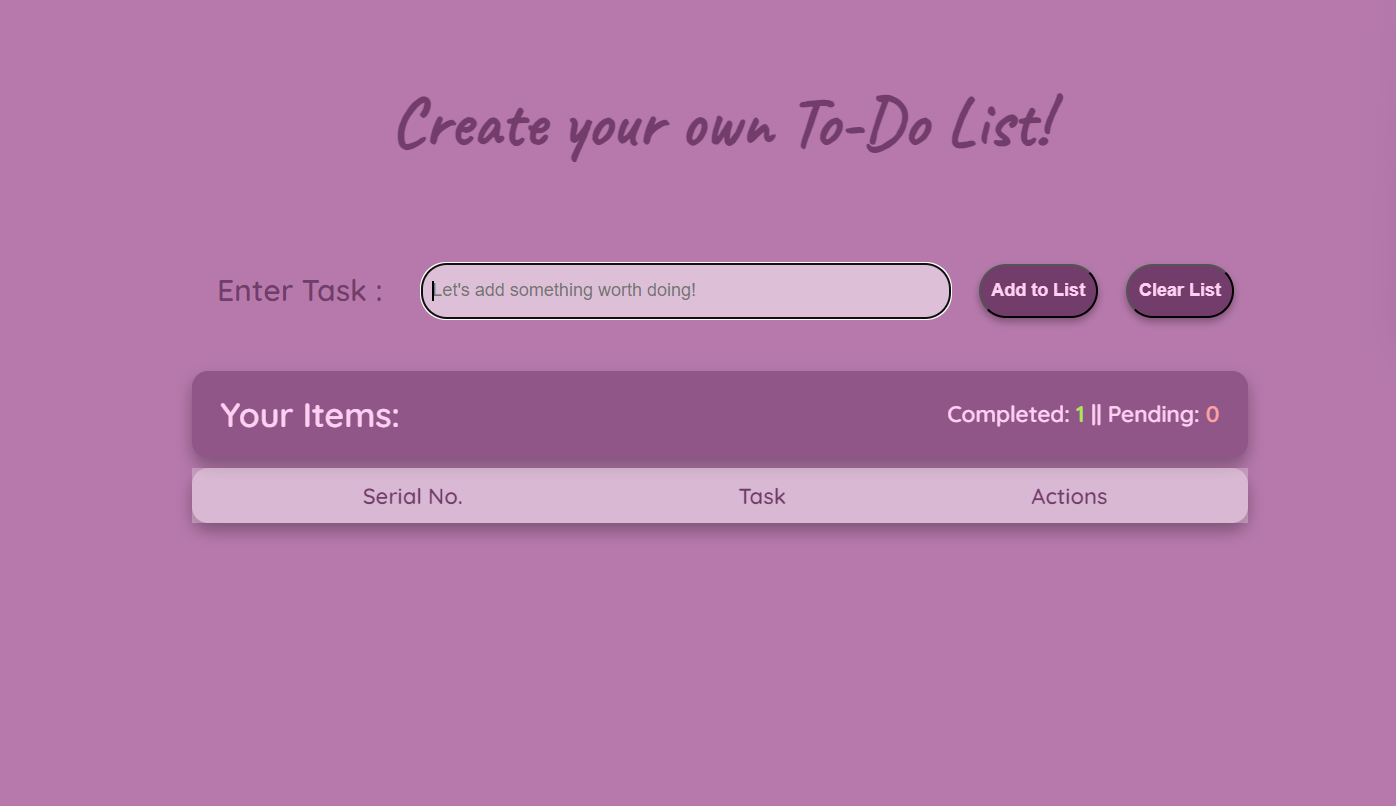 Create your own To-Do List!
Enter Task :
Let's add something worth doing!
Add to List
Clear List
Your Items:
Completed: 1 || Pending: 0
Serial No.
Task
Actions